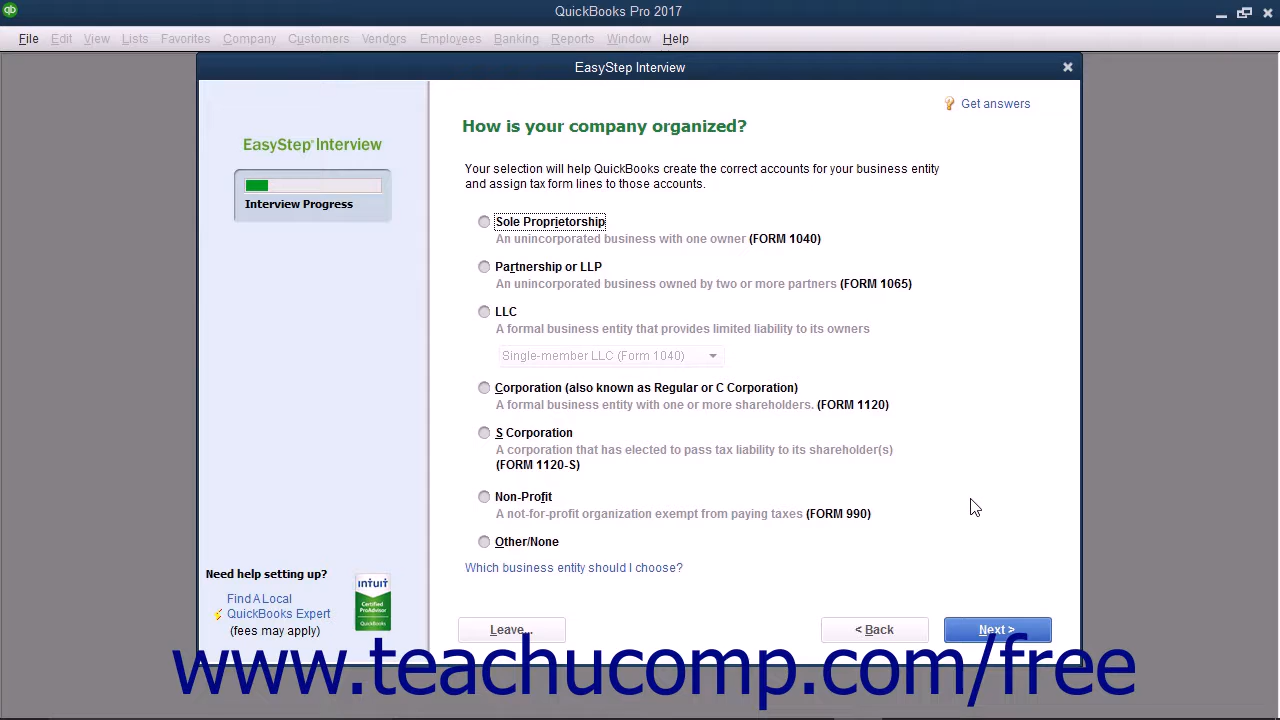 QuickBooks Pro 2017
File Edit View Lists Favorites Company Customers Vendors Employees Banking Reports Window Help
EasyStep Interview
Get answers
How is your company organized?
EasyStep® Interview
Interview Progress
Your selection will help QuickBooks create the correct accounts for your business entity
and assign tax form lines to those accounts.
Sole Proprietorship
An unincorporated business with one owner (FORM 1040)
Partnership or LLP
An unincorporated business owned by two or more partners (FORM 1065)
LLC
A formal business entity that provides limited liability to its owners
Single-member LLC (Form 1040)
Corporation (also known as Regular or C Corporation)
A formal business entity with one or more shareholders. (FORM 1120)
S Corporation
A corporation that has elected to pass tax liability to its shareholder(s)
(FORM 1120-S)
Non-Profit
A not-for-profit organization exempt from paying taxes (FORM 990)
Other/None
Which business entity should I choose?
Need help setting up?
Find A Local
QuickBooks Expert
(fees may apply)
intuit
Certified
ProAdvisor
QuickBooks
Leave...
< Back
Next >
www.teachucomp.com/free
qb